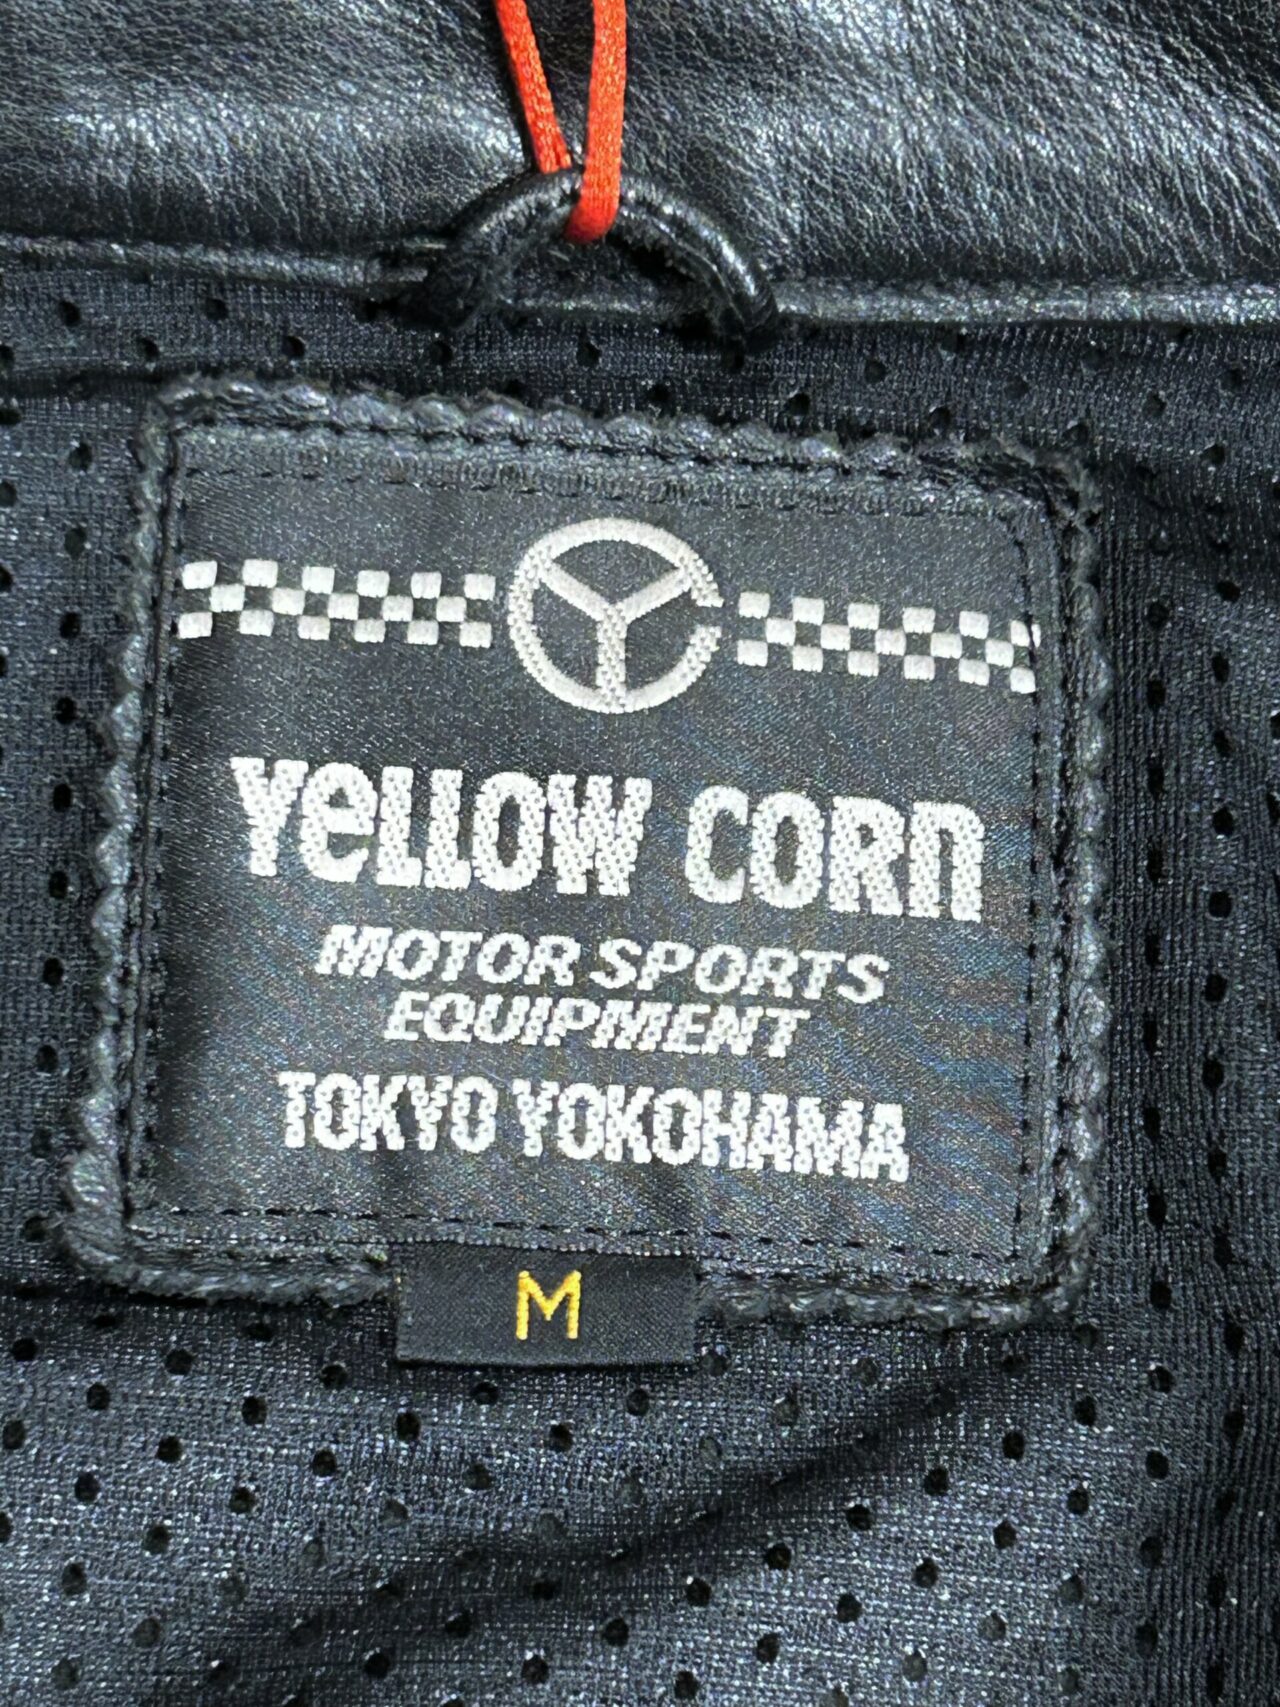 YeLLOW CORn
MOTOR SPORTS
EQUIPMENT
TOKYO YOKOHAMA
M